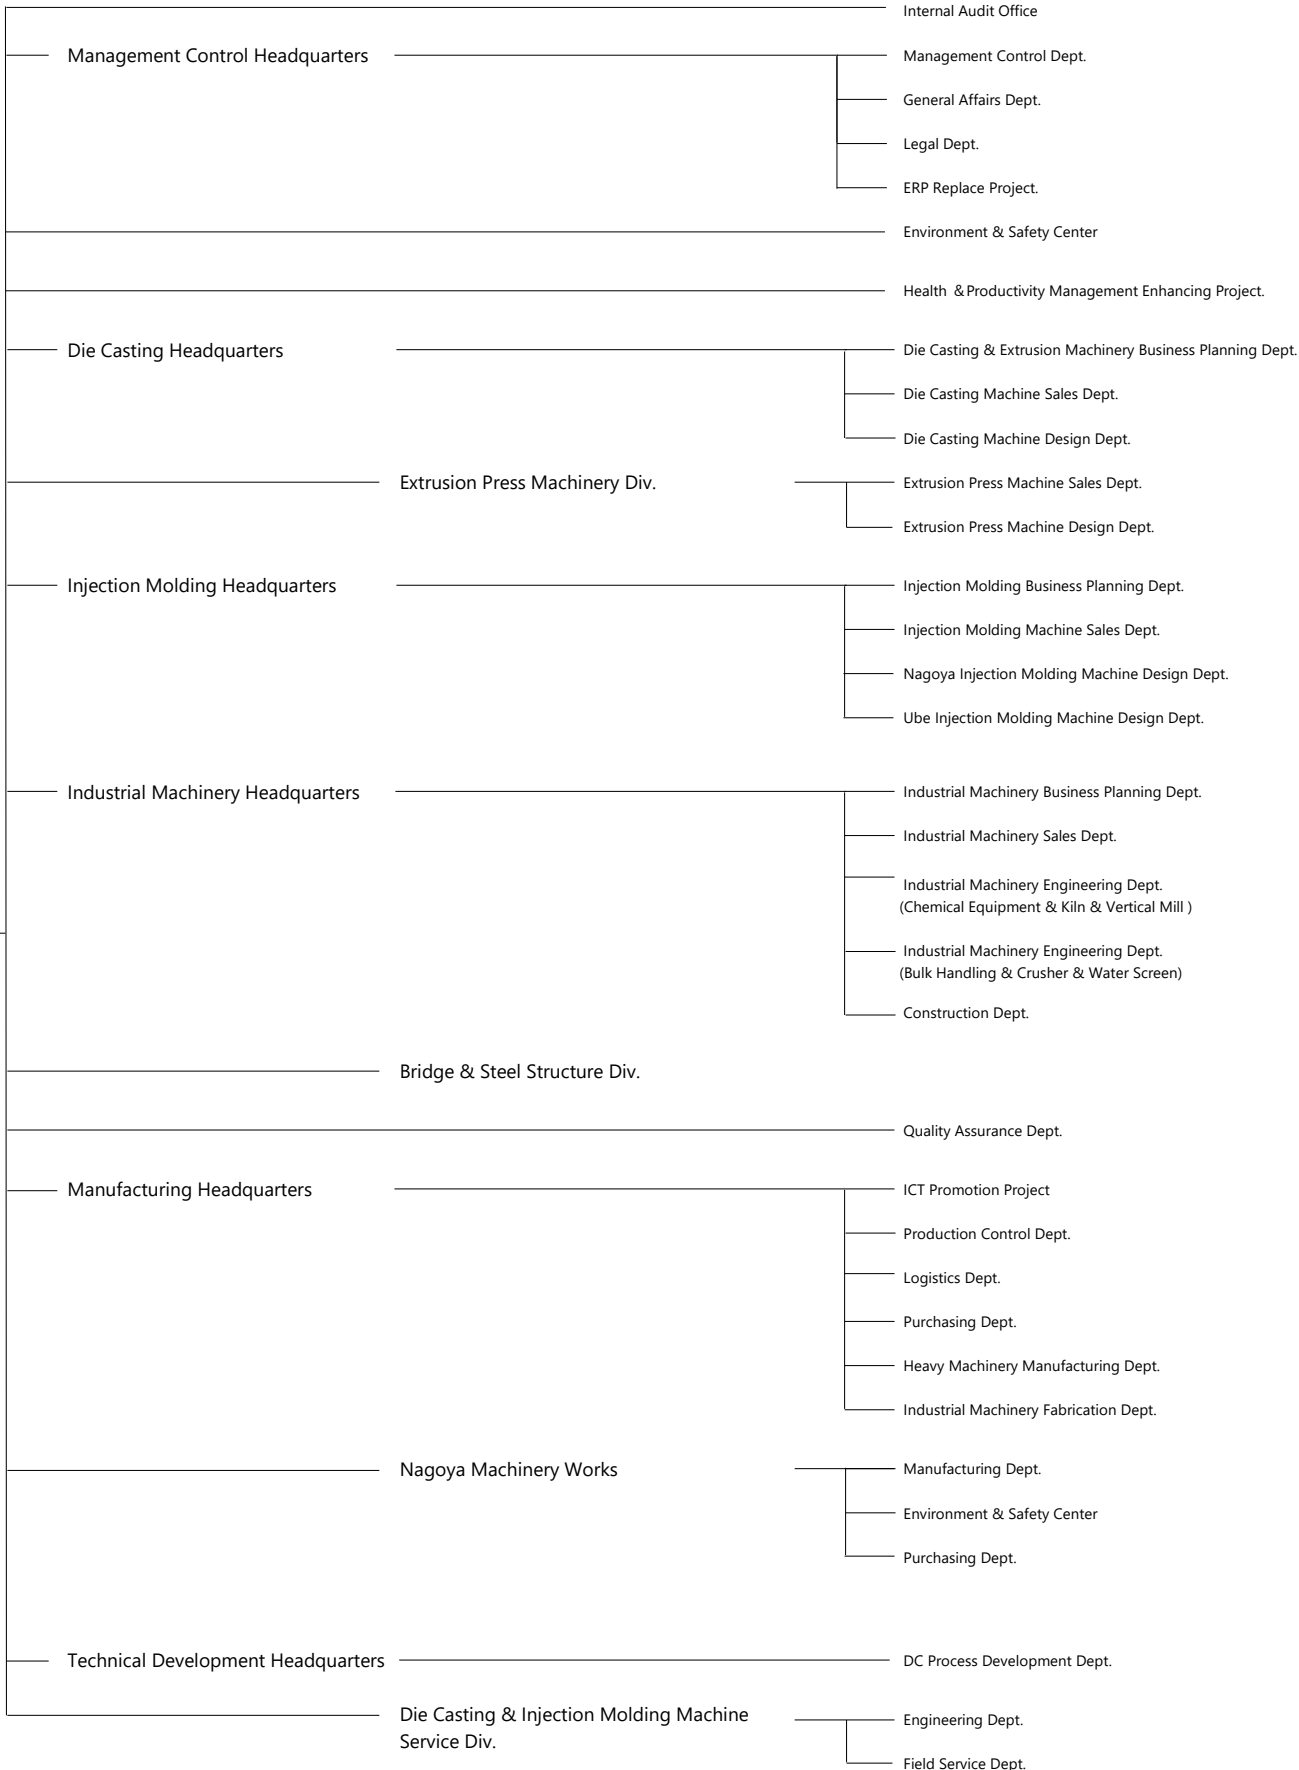 Internal Audit Office
Management Control Headquarters
Management Control Dept.
General Affairs Dept.
Legal Dept.
ERP Replace Project.
Environment & Safety Center
Health & Productivity Management Enhancing Project.
Die Casting Headquarters
Die Casting & Extrusion Machinery Business Planning Dept.
Die Casting Machine Sales Dept.
Die Casting Machine Design Dept.
Extrusion Press Machinery Div.
Extrusion Press Machine Sales Dept.
Extrusion Press Machine Design Dept.
Injection Molding Headquarters
Injection Molding Business Planning Dept.
Injection Molding Machine Sales Dept.
Nagoya Injection Molding Machine Design Dept.
Ube Injection Molding Machine Design Dept.
Industrial Machinery Headquarters
Industrial Machinery Business Planning Dept.
Industrial Machinery Sales Dept.
Industrial Machinery Engineering Dept.
(Chemical Equipment & Kiln & Vertical Mill )
Industrial Machinery Engineering Dept.
(Bulk Handling & Crusher & Water Screen)
Construction Dept.
Bridge & Steel Structure Div.
Quality Assurance Dept.
Manufacturing Headquarters
ICT Promotion Project
Production Control Dept.
Logistics Dept.
Purchasing Dept.
Heavy Machinery Manufacturing Dept.
Industrial Machinery Fabrication Dept.
Nagoya Machinery Works
Manufacturing Dept.
Environment & Safety Center
Purchasing Dept.
Technical Development Headquarters
DC Process Development Dept.
Die Casting & Injection Molding Machine
Service Div.
Engineering Dept.
Field Service Dept.